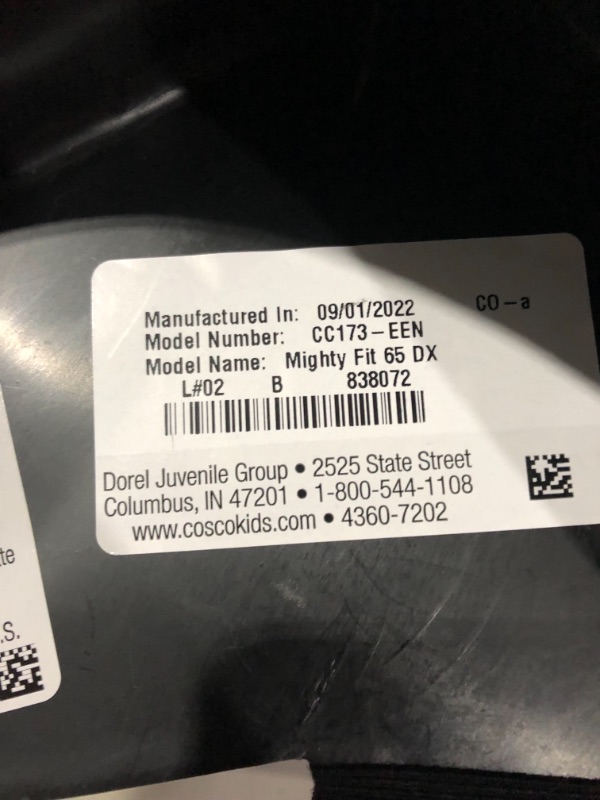 Manufactured In: 09/01/2022 CO-a
Model Number: CC173-EEN
Model Name: Mighty Fit 65 DX
L#02 B 838072
Dorel Juvenile Group • 2525 State Street
Columbus, IN 47201 • 1-800-544-1108
www.coscokids.com • 4360-7202
te
.S.